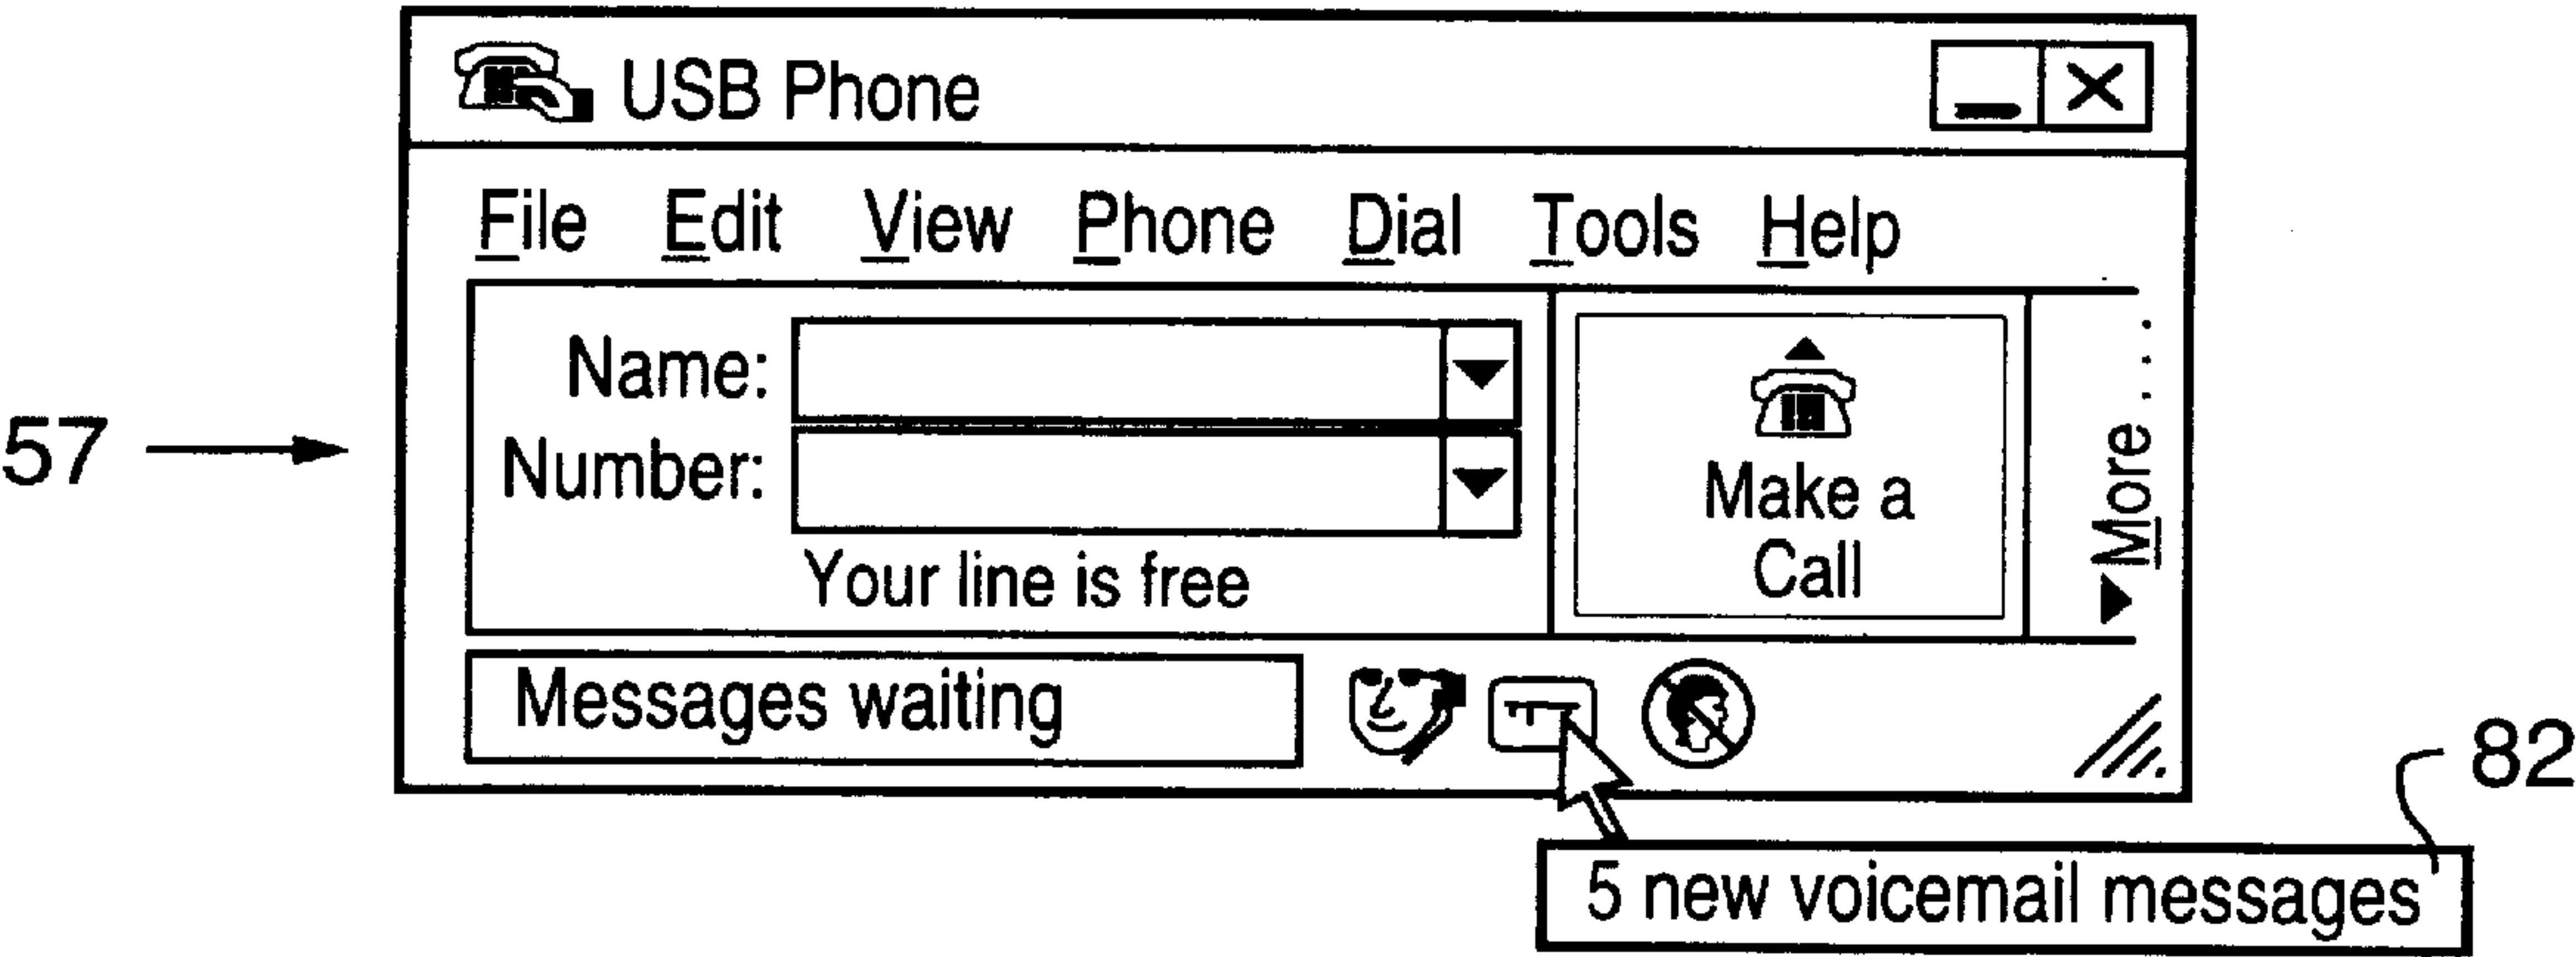 USB Phone
File Edit View Phone Dial Tools Help
Name:
Number:
Your line is free
Make a
Call
More . . .
Messages waiting
57
82
5 new voicemail messages